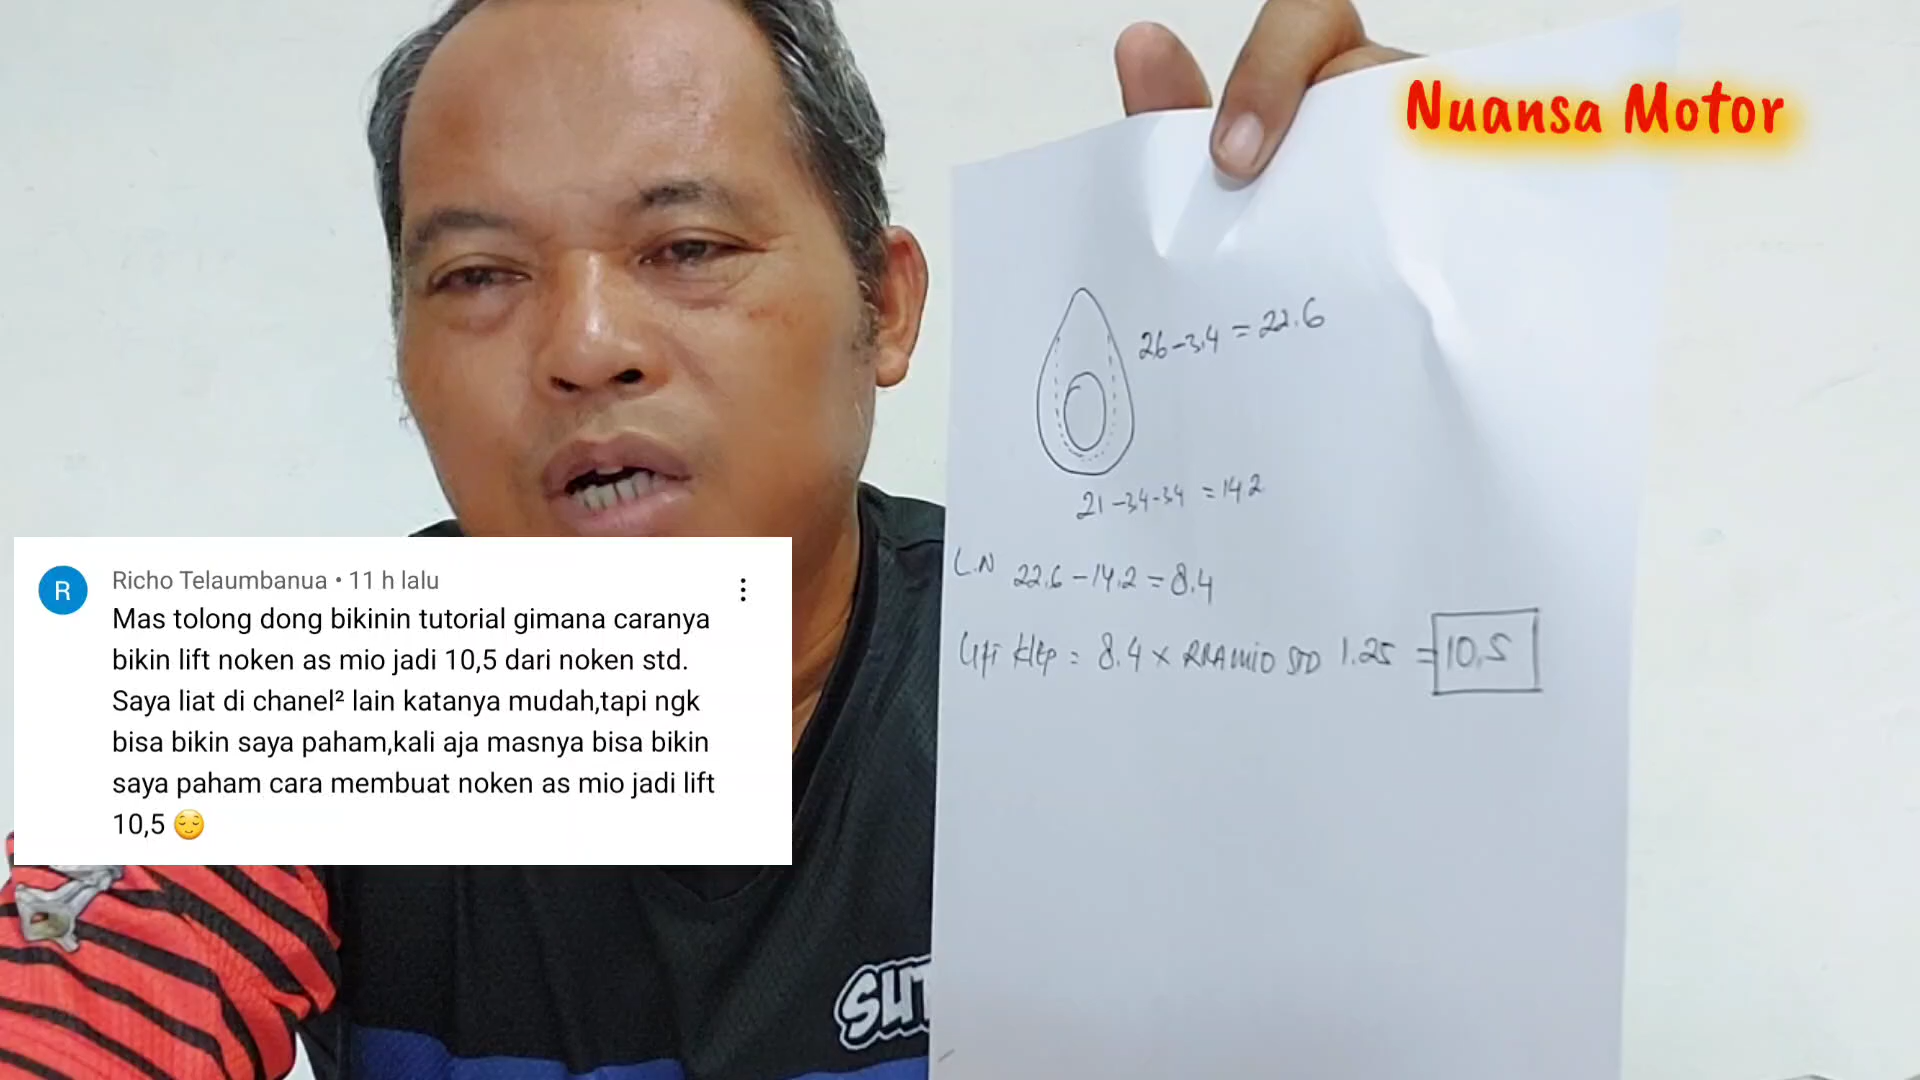 Nuansa Motor
26-3.4 = 22.6
21-3.4-3.4 = 14.2
L.N 22.6 - 14.2 = 8.4
Lift klep = 8.4 x RRA MIO STD 1.25 = 10.5
R
Richo Telaumbanua • 11 h lalu
Mas tolong dong bikinin tutorial gimana caranya
bikin lift noken as mio jadi 10,5 dari noken std.
Saya liat di chanel² lain katanya mudah,tapi ngk
bisa bikin saya paham,kali aja masnya bisa bikin
saya paham cara membuat noken as mio jadi lift
10,5 😌